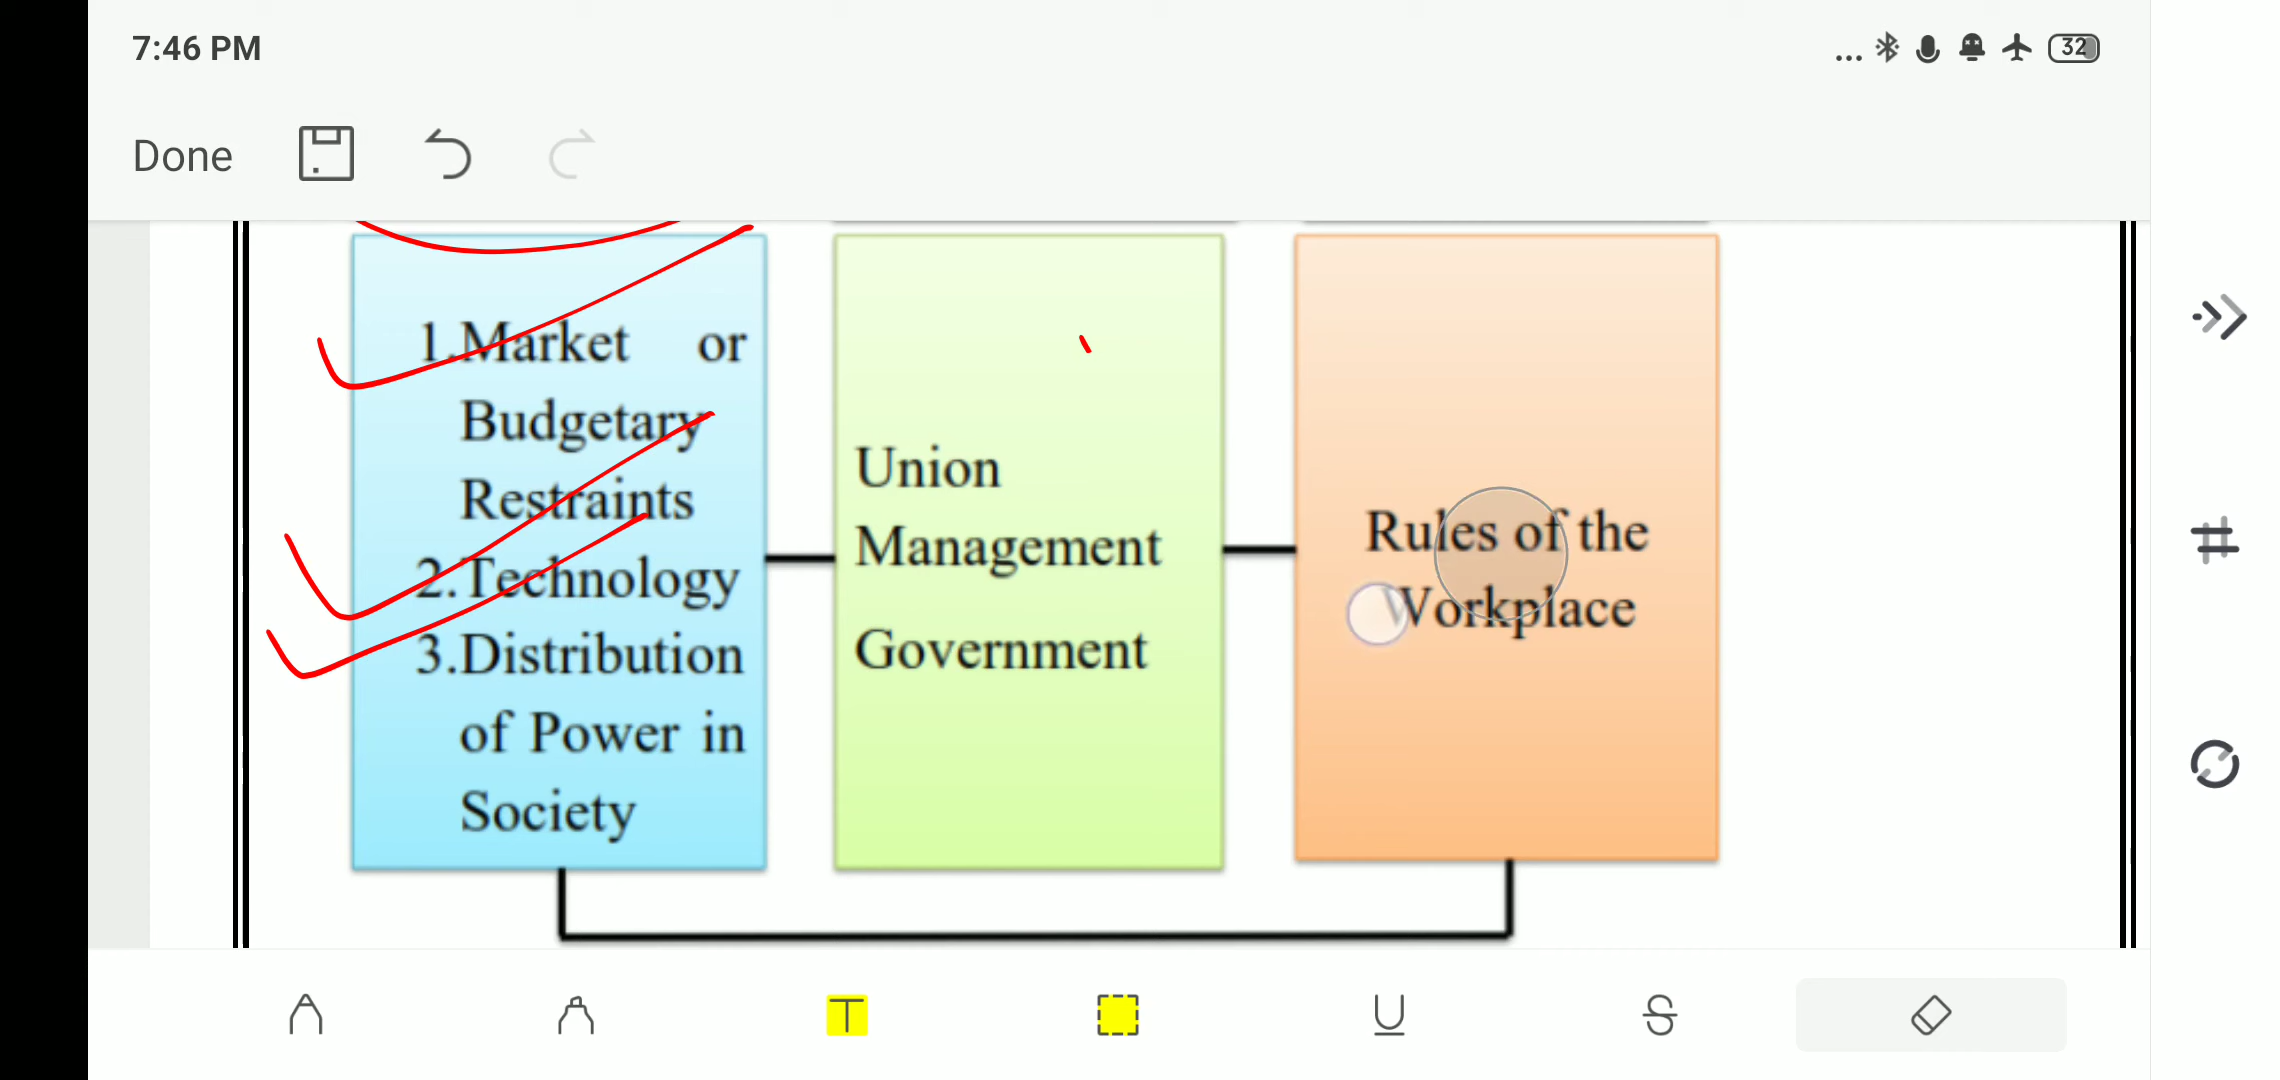 7:46 PM
... 32
Done
1.Market or
Budgetary
Restraints
2.Technology
3.Distribution
of Power in
Society
Union
Management
Government
Rules of the
Workplace
T
U
S